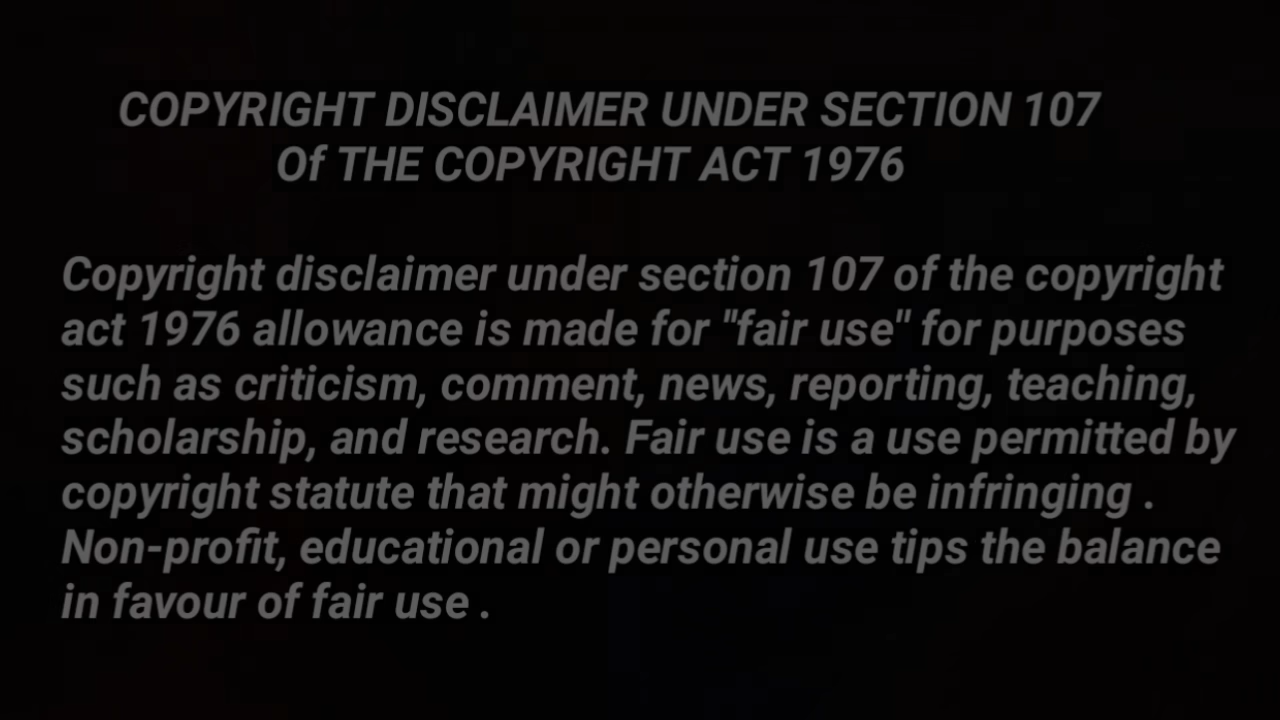 COPYRIGHT DISCLAIMER UNDER SECTION 107
Of THE COPYRIGHT ACT 1976
Copyright disclaimer under section 107 of the copyright
act 1976 allowance is made for "fair use" for purposes
such as criticism, comment, news, reporting, teaching,
scholarship, and research. Fair use is a use permitted by
copyright statute that might otherwise be infringing .
Non-profit, educational or personal use tips the balance
in favour of fair use .